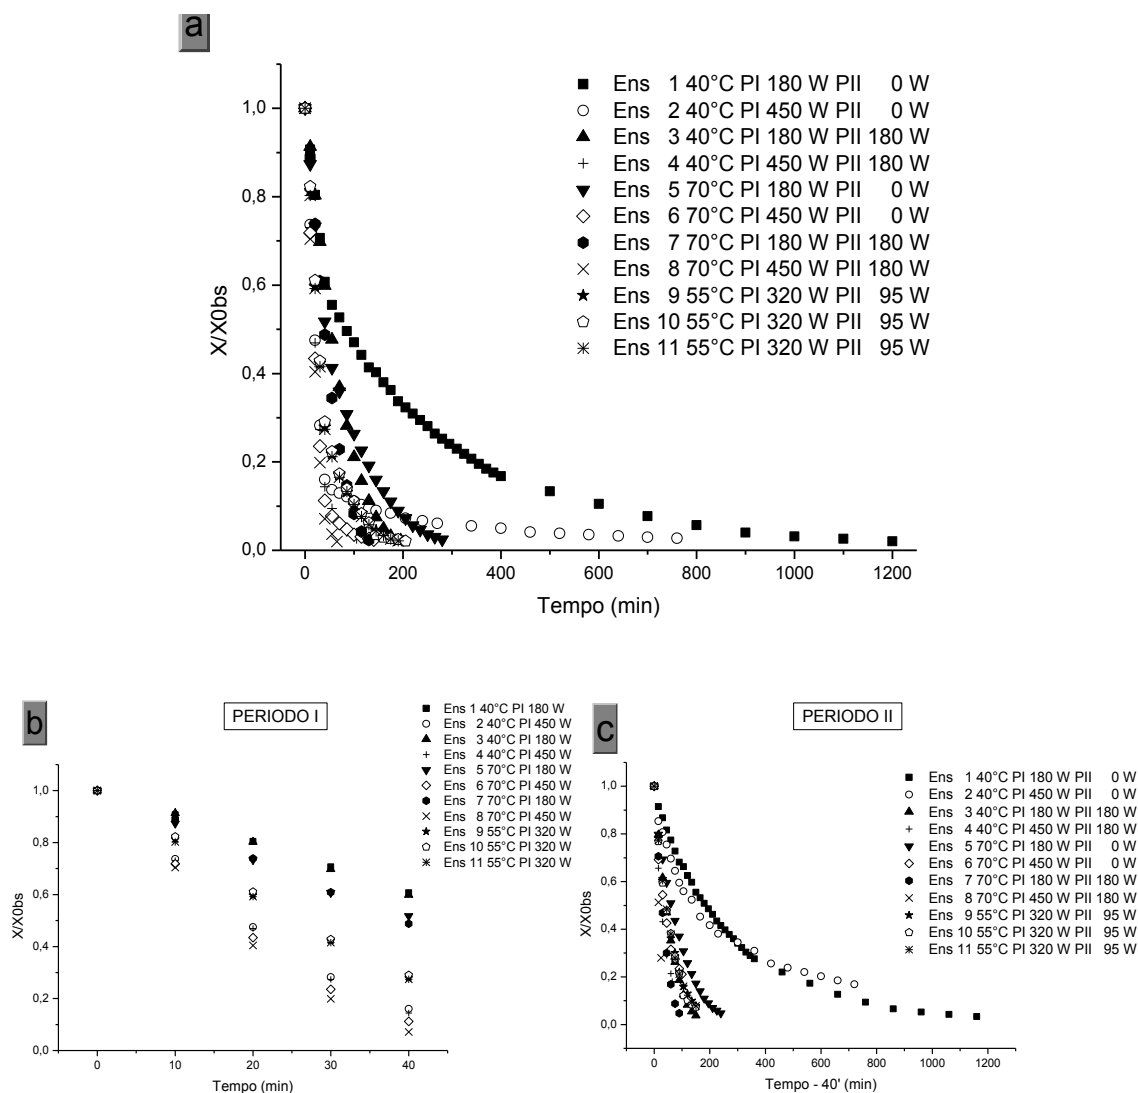 a
X/X0bs
1,0
0,8
0,6
0,4
0,2
0,0
0 200 400 600 800 1000 1200
Tempo (min)
Ens 1 40°C PI 180 W PII 0 W
Ens 2 40°C PI 450 W PII 0 W
Ens 3 40°C PI 180 W PII 180 W
Ens 4 40°C PI 450 W PII 180 W
Ens 5 70°C PI 180 W PII 0 W
Ens 6 70°C PI 450 W PII 0 W
Ens 7 70°C PI 180 W PII 180 W
Ens 8 70°C PI 450 W PII 180 W
Ens 9 55°C PI 320 W PII 95 W
Ens 10 55°C PI 320 W PII 95 W
Ens 11 55°C PI 320 W PII 95 W
b
PERIODO I
X/X0bs
1,0
0,8
0,6
0,4
0,2
0,0
0 10 20 30 40
Tempo (min)
Ens 1 40°C PI 180 W
Ens 2 40°C PI 450 W
Ens 3 40°C PI 180 W
Ens 4 40°C PI 450 W
Ens 5 70°C PI 180 W
Ens 6 70°C PI 450 W
Ens 7 70°C PI 180 W
Ens 8 70°C PI 450 W
Ens 9 55°C PI 320 W
Ens 10 55°C PI 320 W
Ens 11 55°C PI 320 W
c
PERIODO II
X/X0bs
1,0
0,8
0,6
0,4
0,2
0,0
0 200 400 600 800 1000 1200
Tempo - 40' (min)
Ens 1 40°C PI 180 W PII 0 W
Ens 2 40°C PI 450 W PII 0 W
Ens 3 40°C PI 180 W PII 180 W
Ens 4 40°C PI 450 W PII 180 W
Ens 5 70°C PI 180 W PII 0 W
Ens 6 70°C PI 450 W PII 0 W
Ens 7 70°C PI 180 W PII 180 W
Ens 8 70°C PI 450 W PII 180 W
Ens 9 55°C PI 320 W PII 95 W
Ens 10 55°C PI 320 W PII 95 W
Ens 11 55°C PI 320 W PII 95 W